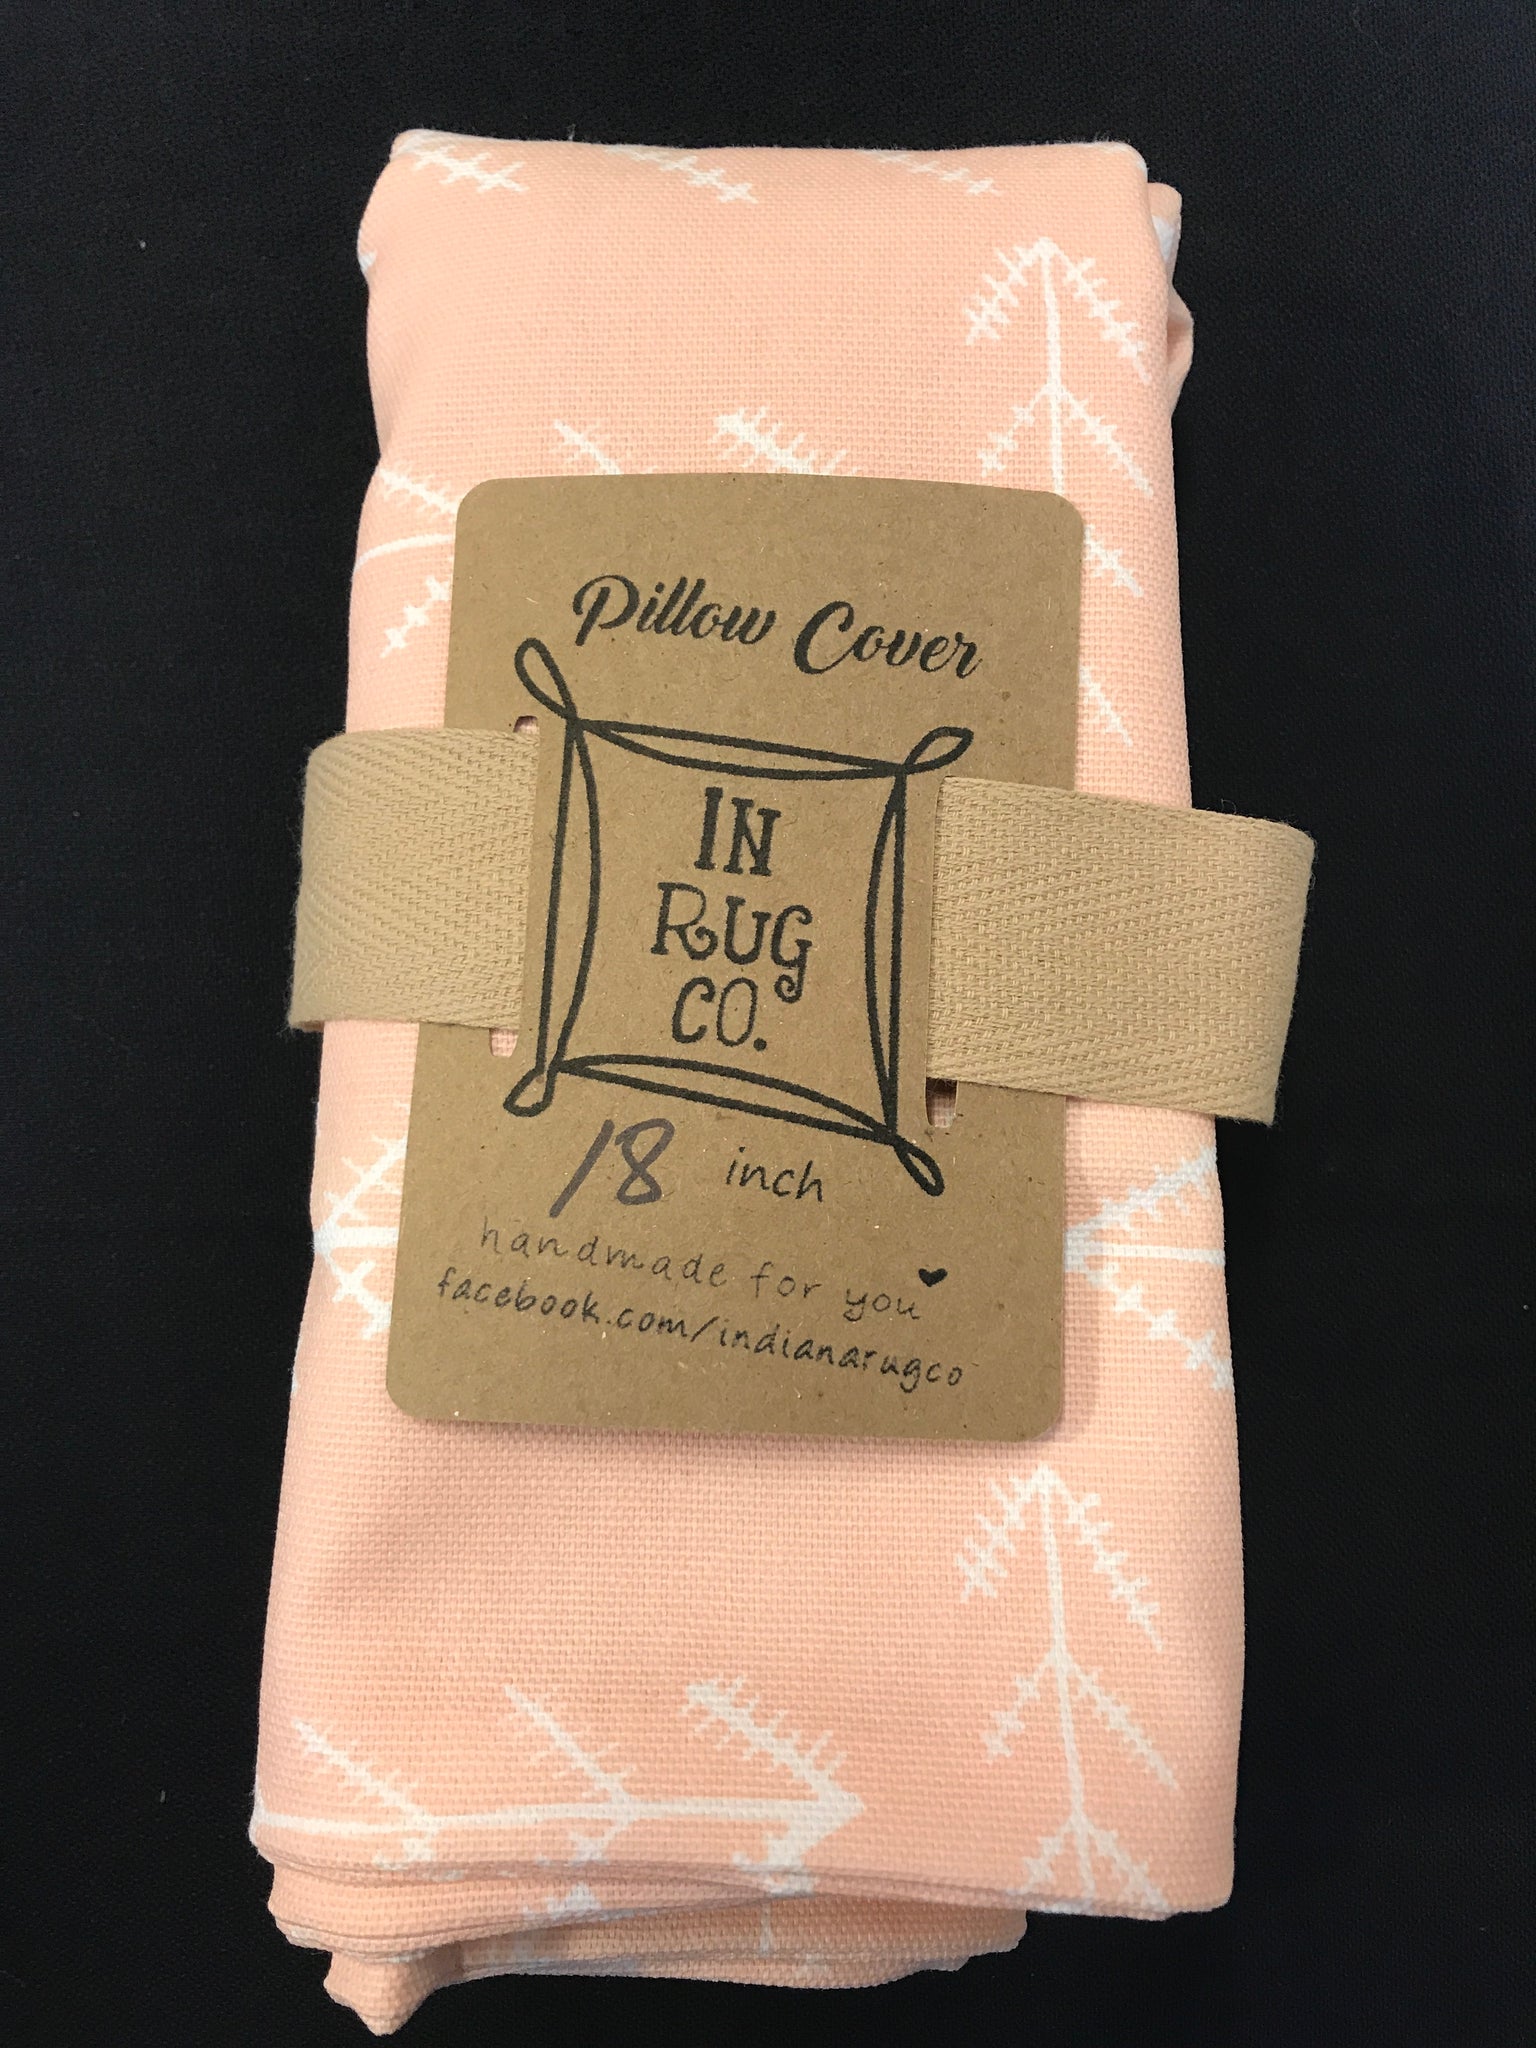 Pillow Cover
IN
RUG
CO.
18 inch
handmade for you
facebook.com/indianarugco